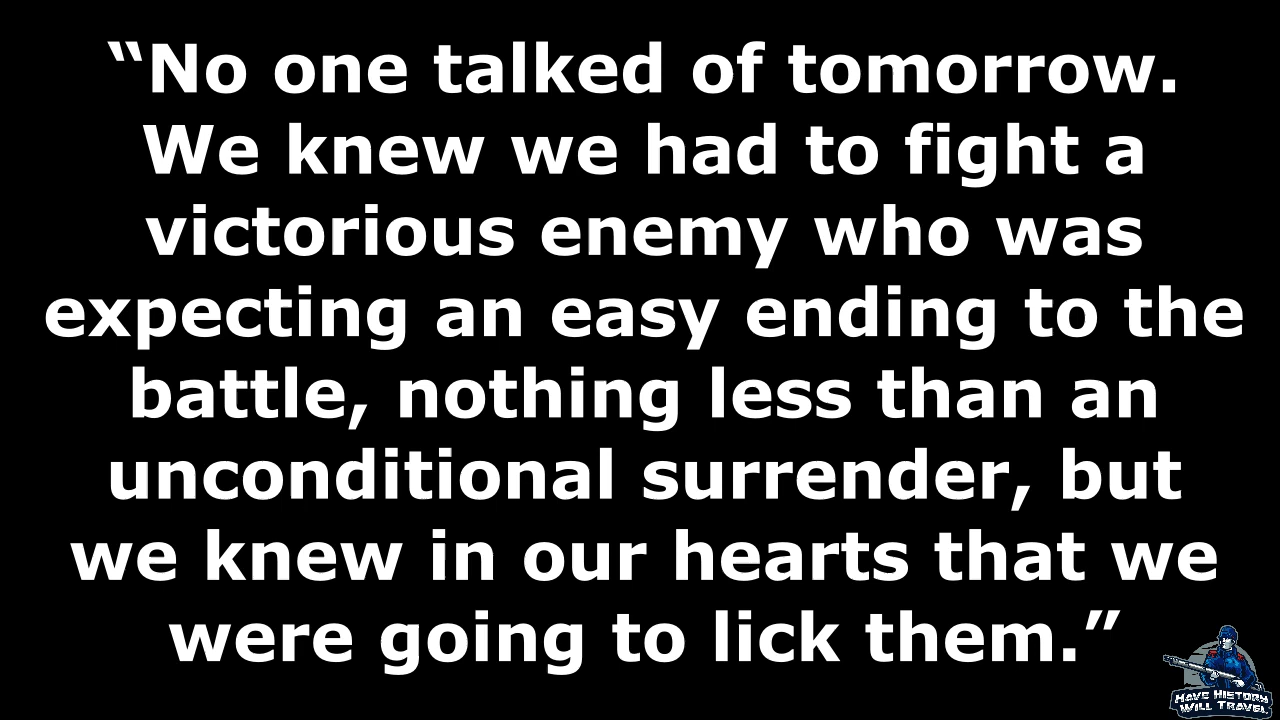 “No one talked of tomorrow.
We knew we had to fight a
victorious enemy who was
expecting an easy ending to the
battle, nothing less than an
unconditional surrender, but
we knew in our hearts that we
were going to lick them.”
HAVE HISTORY
WILL TRAVEL